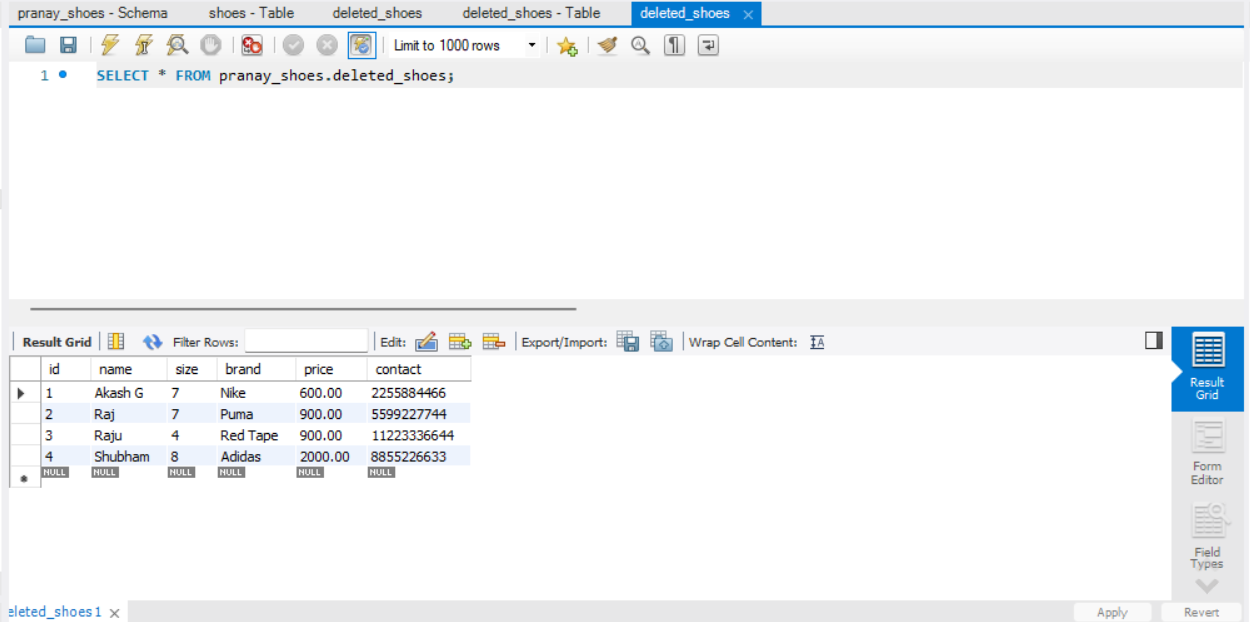 pranay_shoes - Schema shoes - Table deleted_shoes deleted_shoes - Table deleted_shoes
Limit to 1000 rows
1 SELECT * FROM pranay_shoes.deleted_shoes;
Result Grid Filter Rows: Edit: Export/Import: Wrap Cell Content:
id name size brand price contact
1 Akash G 7 Nike 600.00 2255884466
2 Raj 7 Puma 900.00 5599227744
3 Raju 4 Red Tape 900.00 11223336644
4 Shubham 8 Adidas 2000.00 8855226633
NULL NULL NULL NULL NULL NULL
Result
Grid
Form
Editor
Field
Types
eleted_shoes1
Apply Revert